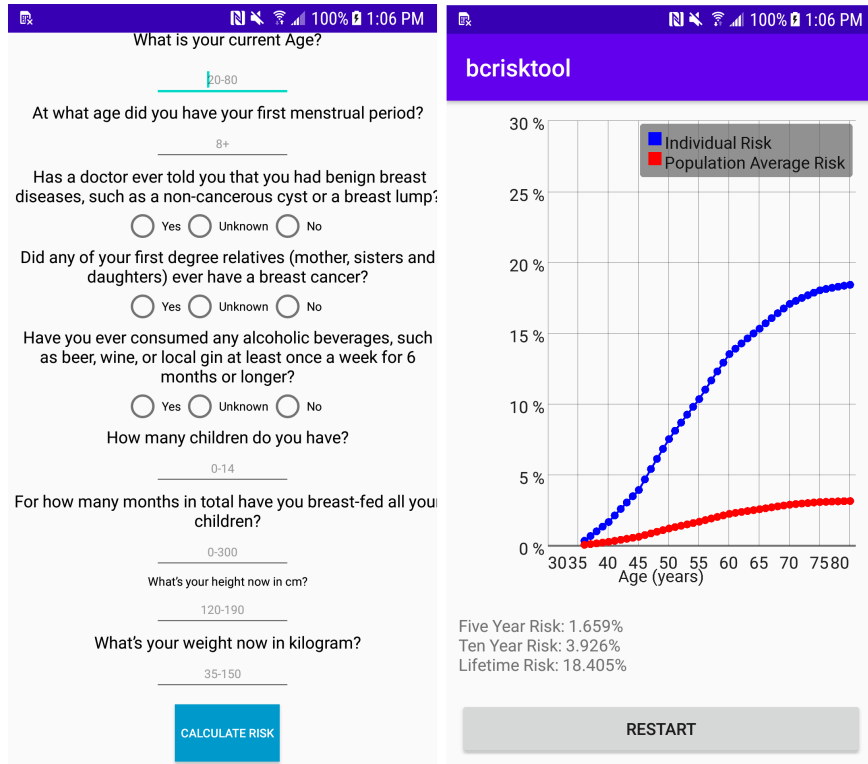 100% 1:06 PM
What is your current Age?
20-80
At what age did you have your first menstrual period?
8+
Has a doctor ever told you that you had benign breast
diseases, such as a non-cancerous cyst or a breast lump?
Yes Unknown No
Did any of your first degree relatives (mother, sisters and
daughters) ever have a breast cancer?
Yes Unknown No
Have you ever consumed any alcoholic beverages, such
as beer, wine, or local gin at least once a week for 6
months or longer?
Yes Unknown No
How many children do you have?
0-14
For how many months in total have you breast-fed all your
children?
0-300
What's your height now in cm?
120-190
What's your weight now in kilogram?
35-150
CALCULATE RISK
100% 1:06 PM
bcrisktool
30 %
Individual Risk
Population Average Risk
25 %
20 %
15 %
10 %
5 %
0 %
30 35 40 45 50 55 60 65 70 75 80
Age (years)
Five Year Risk: 1.659%
Ten Year Risk: 3.926%
Lifetime Risk: 18.405%
RESTART